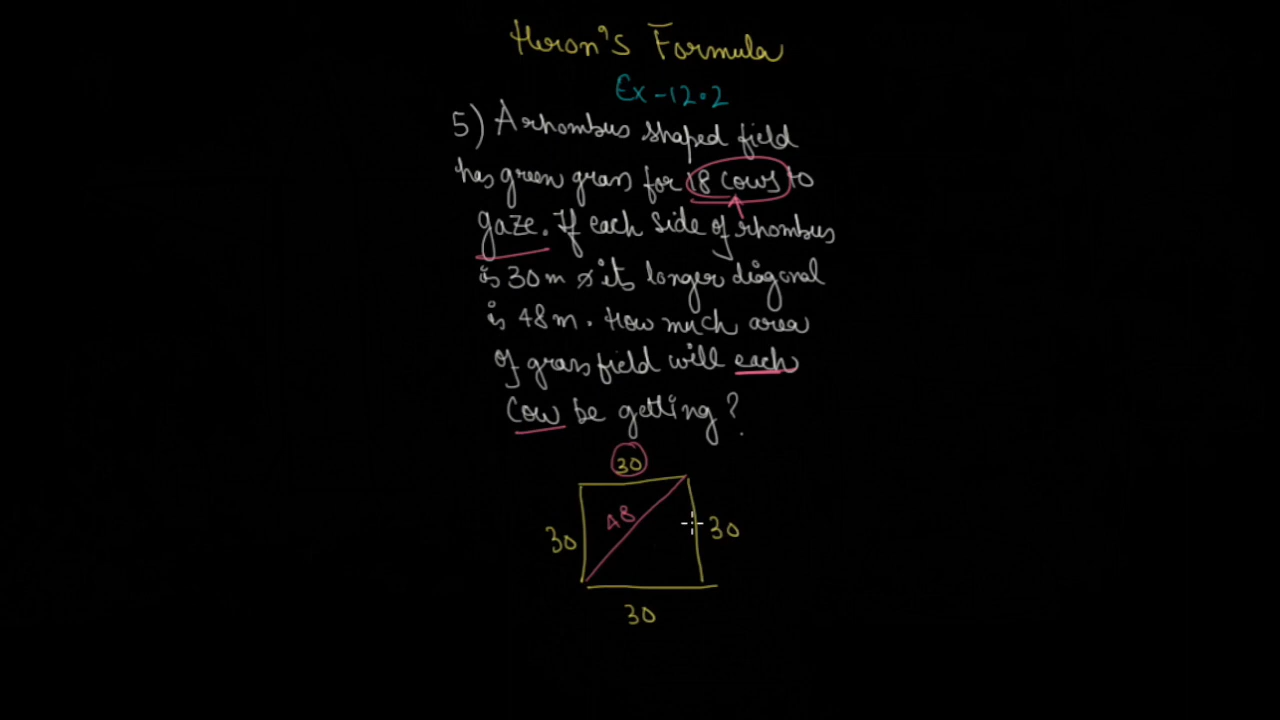 Heron's Formula
Ex-12.2
5) A rhombus shaped field
has green grass for 18 cows to
gaze. If each side of rhombus
is 30m & its longer diagonal
is 48m. How much area
of grass field will each
Cow be getting?
30
48
30
30
30